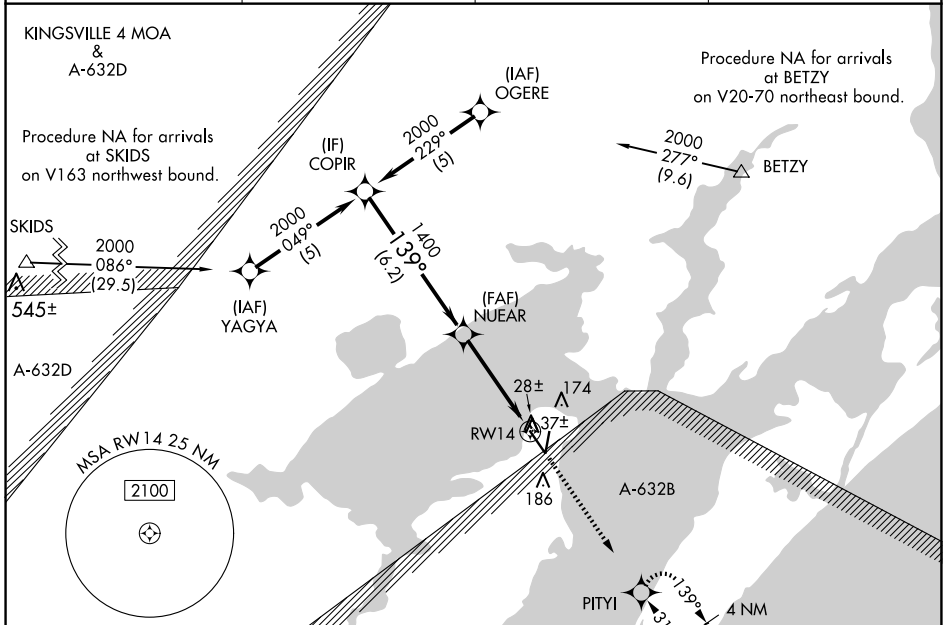 KINGSVILLE 4 MOA
&
A-632D
Procedure NA for arrivals
at SKIDS
on V163 northwest bound.
Procedure NA for arrivals
at BETZY
on V20-70 northeast bound.
(IAF)
OGERE
2000
229°
(5)
(IF)
COPIR
2000
277°
(9.6)
BETZY
2000
049°
(5)
1400
139°
(6.2)
SKIDS
2000
086°
(29.5)
545±
(IAF)
YAGYA
(FAF)
NUEAR
A-632D
28±
174
RW14
37±
186
A-632B
MSA RW14 25 NM
2100
PITYI
139°
4 NM